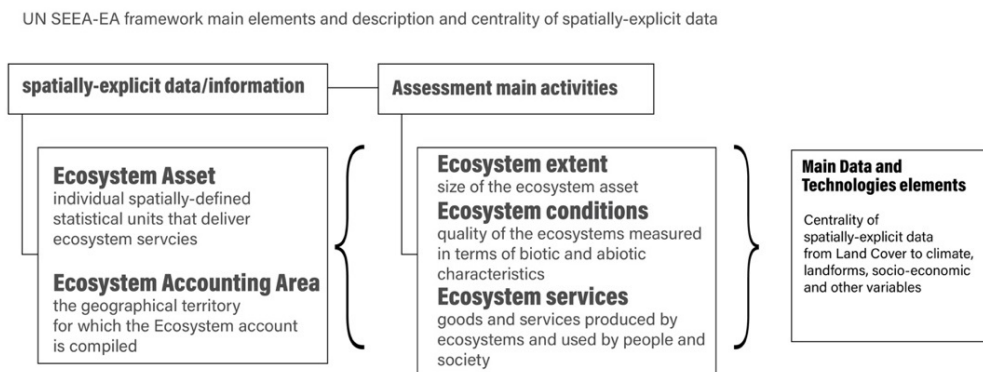 UN SEEA-EA framework main elements and description and centrality of spatially-explicit data
spatially-explicit data/information
Assessment main activities
Ecosystem Asset
individual spatially-defined
statistical units that deliver
ecosystem servcies
Ecosystem Accounting Area
the geographical territory
for which the Ecosystem account
is compiled
Ecosystem extent
size of the ecosystem asset
Ecosystem conditions
quality of the ecosystems measured
in terms of biotic and abiotic
characteristics
Ecosystem services
goods and services produced by
ecosystems and used by people and
society
Main Data and
Technologies elements
Centrality of
spatially-explicit data
from Land Cover to climate,
landforms, socio-economic
and other variables